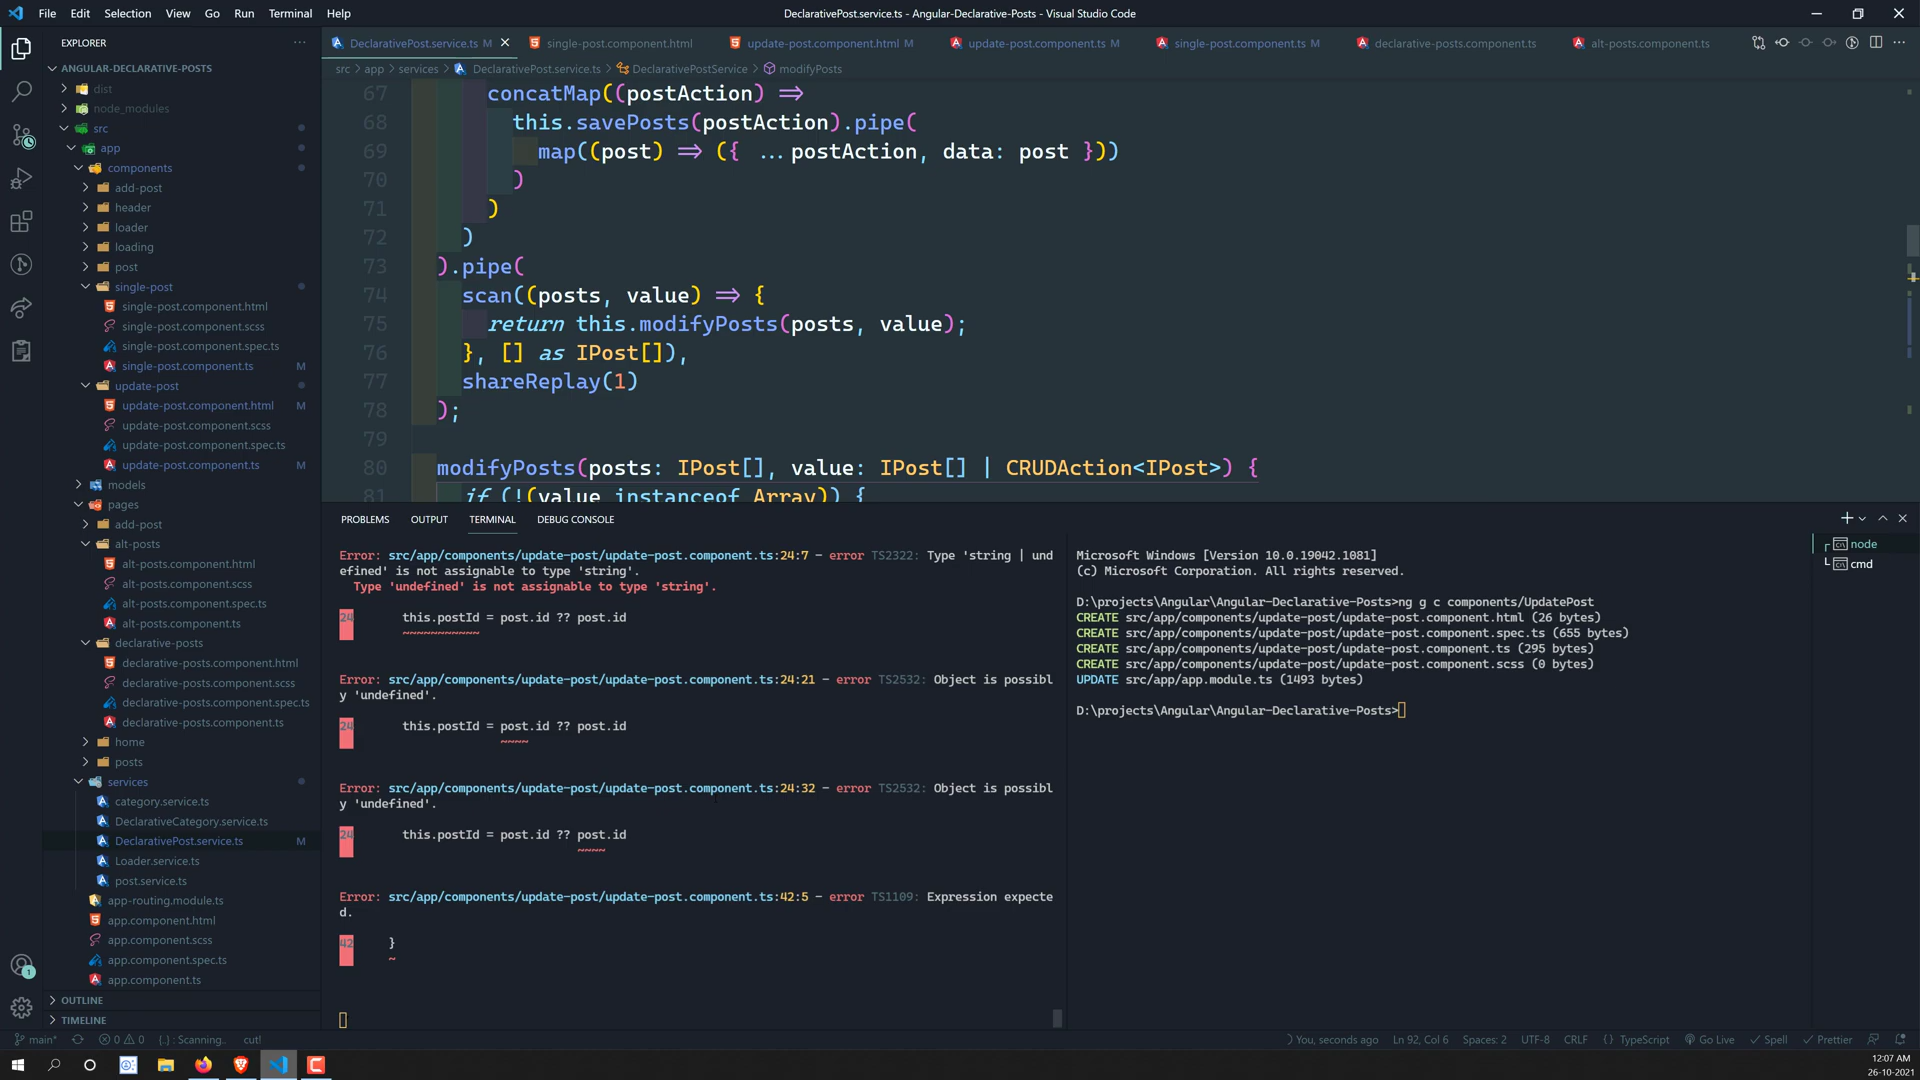 File Edit Selection View Go Run Terminal Help
DeclarativePost.service.ts - Angular-Declarative-Posts - Visual Studio Code
EXPLORER
ANGULAR-DECLARATIVE-POSTS
dist
node_modules
src
app
components
add-post
header
loader
loading
post
single-post
single-post.component.html
single-post.component.scss
single-post.component.spec.ts
single-post.component.ts M
update-post
update-post.component.html M
update-post.component.scss
update-post.component.spec.ts
update-post.component.ts M
models
pages
add-post
alt-posts
alt-posts.component.html
alt-posts.component.scss
alt-posts.component.spec.ts
alt-posts.component.ts
declarative-posts
declarative-posts.component.html
declarative-posts.component.scss
declarative-posts.component.spec.ts
declarative-posts.component.ts
home
posts
services
category.service.ts
DeclarativeCategory.service.ts
DeclarativePost.service.ts M
Loader.service.ts
post.service.ts
app-routing.module.ts
app.component.html
app.component.scss
app.component.spec.ts
app.component.ts
OUTLINE
TIMELINE
DeclarativePost.service.ts M single-post.component.html update-post.component.html M update-post.component.ts M single-post.component.ts M declarative-posts.component.ts alt-posts.component.ts
src > app > services > DeclarativePost.service.ts > DeclarativePostService > modifyPosts
67 concatMap((postAction) =>
68 this.savePosts(postAction).pipe(
69 map((post) => ({ ...postAction, data: post }))
70 )
71 )
72 )
73 ).pipe(
74 scan((posts, value) => {
75 return this.modifyPosts(posts, value);
76 }, [] as IPost[]),
77 shareReplay(1)
78 );
79
80 modifyPosts(posts: IPost[], value: IPost[] | CRUDAction<IPost>) {
81 if (!(value instanceof Array)) {
PROBLEMS OUTPUT TERMINAL DEBUG CONSOLE
Error: src/app/components/update-post/update-post.component.ts:24:7 - error TS2322: Type 'string | und
efined' is not assignable to type 'string'.
Type 'undefined' is not assignable to type 'string'.
24 this.postId = post.id ?? post.id
~~~~~~~~~~~
Error: src/app/components/update-post/update-post.component.ts:24:21 - error TS2532: Object is possibl
y 'undefined'.
24 this.postId = post.id ?? post.id
~~~~
Error: src/app/components/update-post/update-post.component.ts:24:32 - error TS2532: Object is possibl
y 'undefined'.
24 this.postId = post.id ?? post.id
~~~~
Error: src/app/components/update-post/update-post.component.ts:42:5 - error TS1109: Expression expecte
d.
42 }
~
Microsoft Windows [Version 10.0.19042.1081]
(c) Microsoft Corporation. All rights reserved.
D:\projects\Angular\Angular-Declarative-Posts>ng g c components/UpdatePost
CREATE src/app/components/update-post/update-post.component.html (26 bytes)
CREATE src/app/components/update-post/update-post.component.spec.ts (655 bytes)
CREATE src/app/components/update-post/update-post.component.ts (295 bytes)
CREATE src/app/components/update-post/update-post.component.scss (0 bytes)
UPDATE src/app/app.module.ts (1493 bytes)
D:\projects\Angular\Angular-Declarative-Posts>
node
cmd
1
main* 0 0 {..} : Scanning.. cut! You, seconds ago Ln 92, Col 6 Spaces: 2 UTF-8 CRLF { } TypeScript Go Live Spell Prettier
12:07 AM
26-10-2021